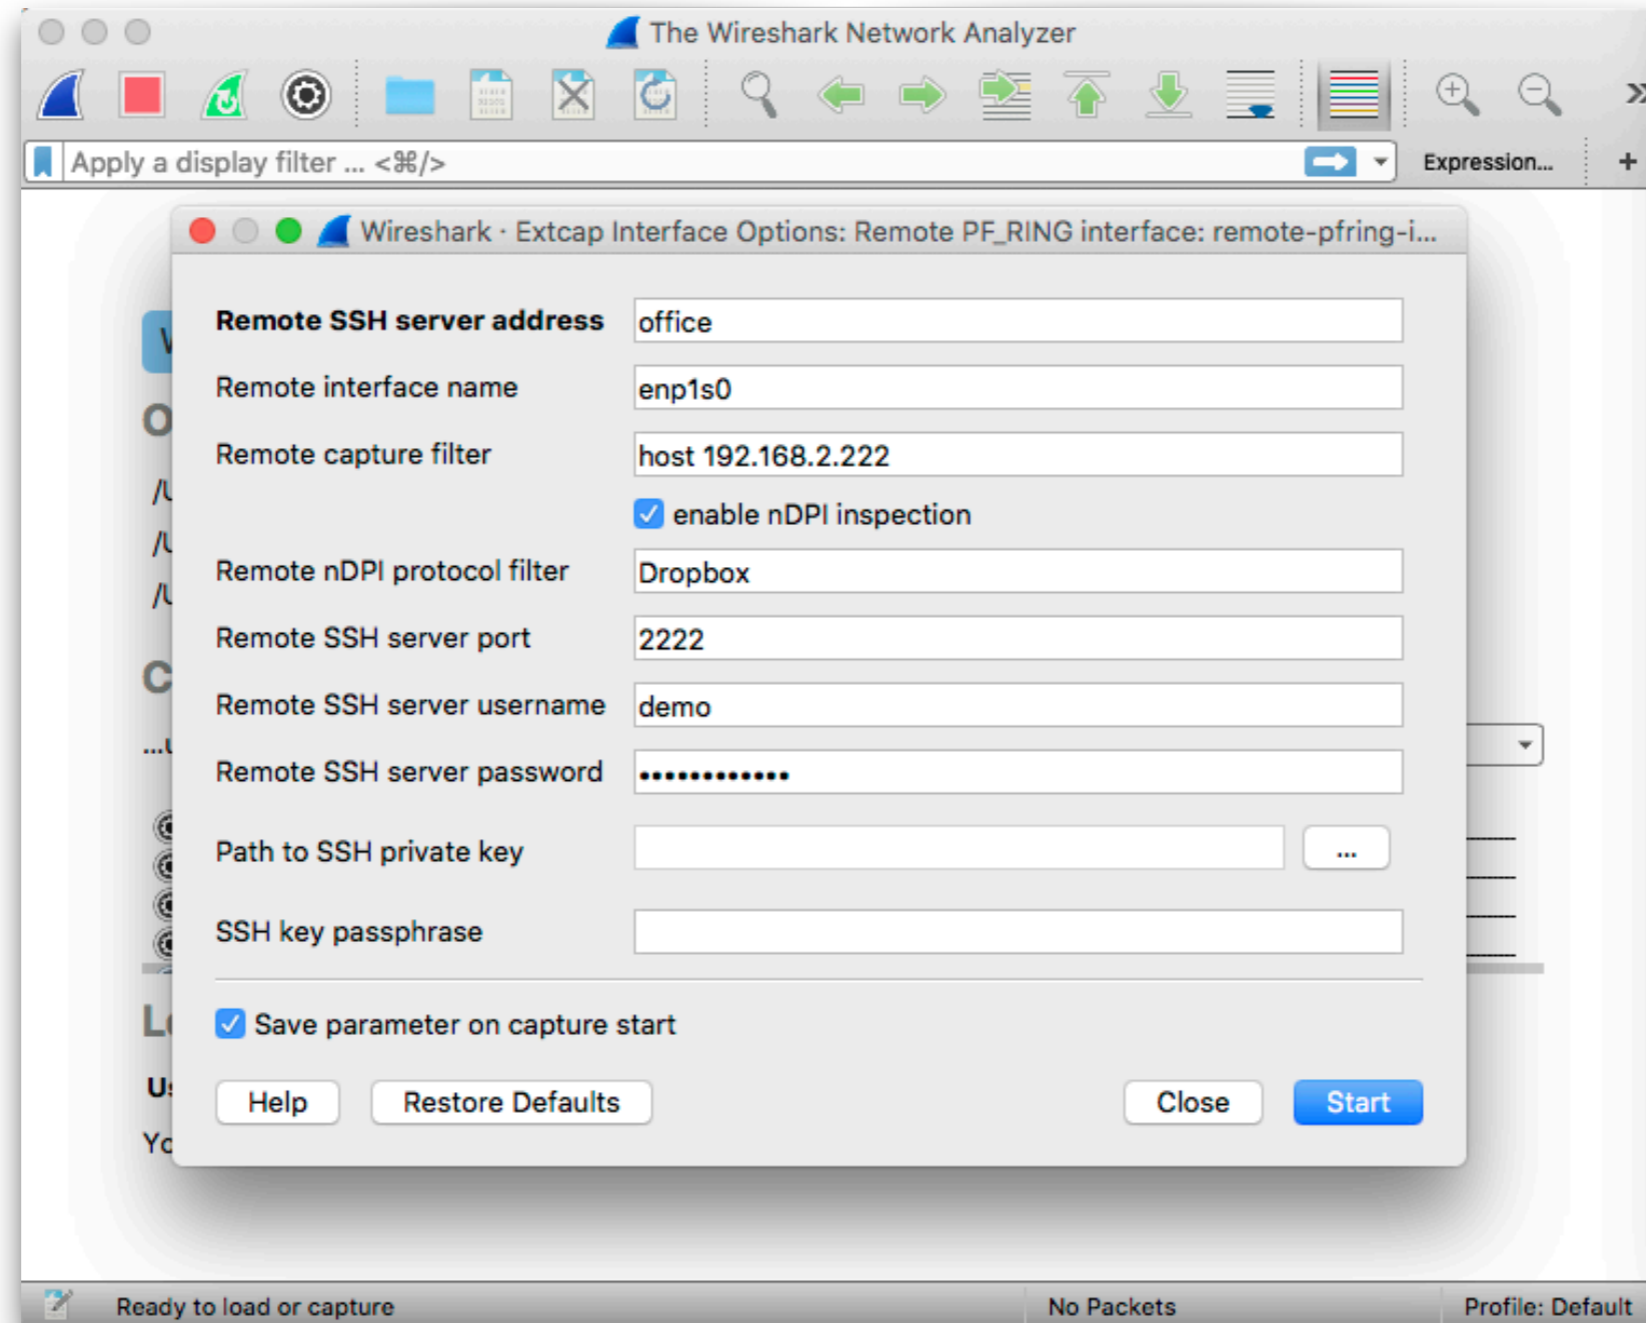 The Wireshark Network Analyzer
Apply a display filter ... <⌘/>
Expression...
+
Wireshark · Extcap Interface Options: Remote PF_RING interface: remote-pfring-i...
Remote SSH server address
office
Remote interface name
enp1s0
Remote capture filter
host 192.168.2.222
enable nDPI inspection
Remote nDPI protocol filter
Dropbox
Remote SSH server port
2222
Remote SSH server username
demo
Remote SSH server password
••••••••••••
Path to SSH private key
...
SSH key passphrase
Save parameter on capture start
Help
Restore Defaults
Close
Start
Ready to load or capture
No Packets
Profile: Default